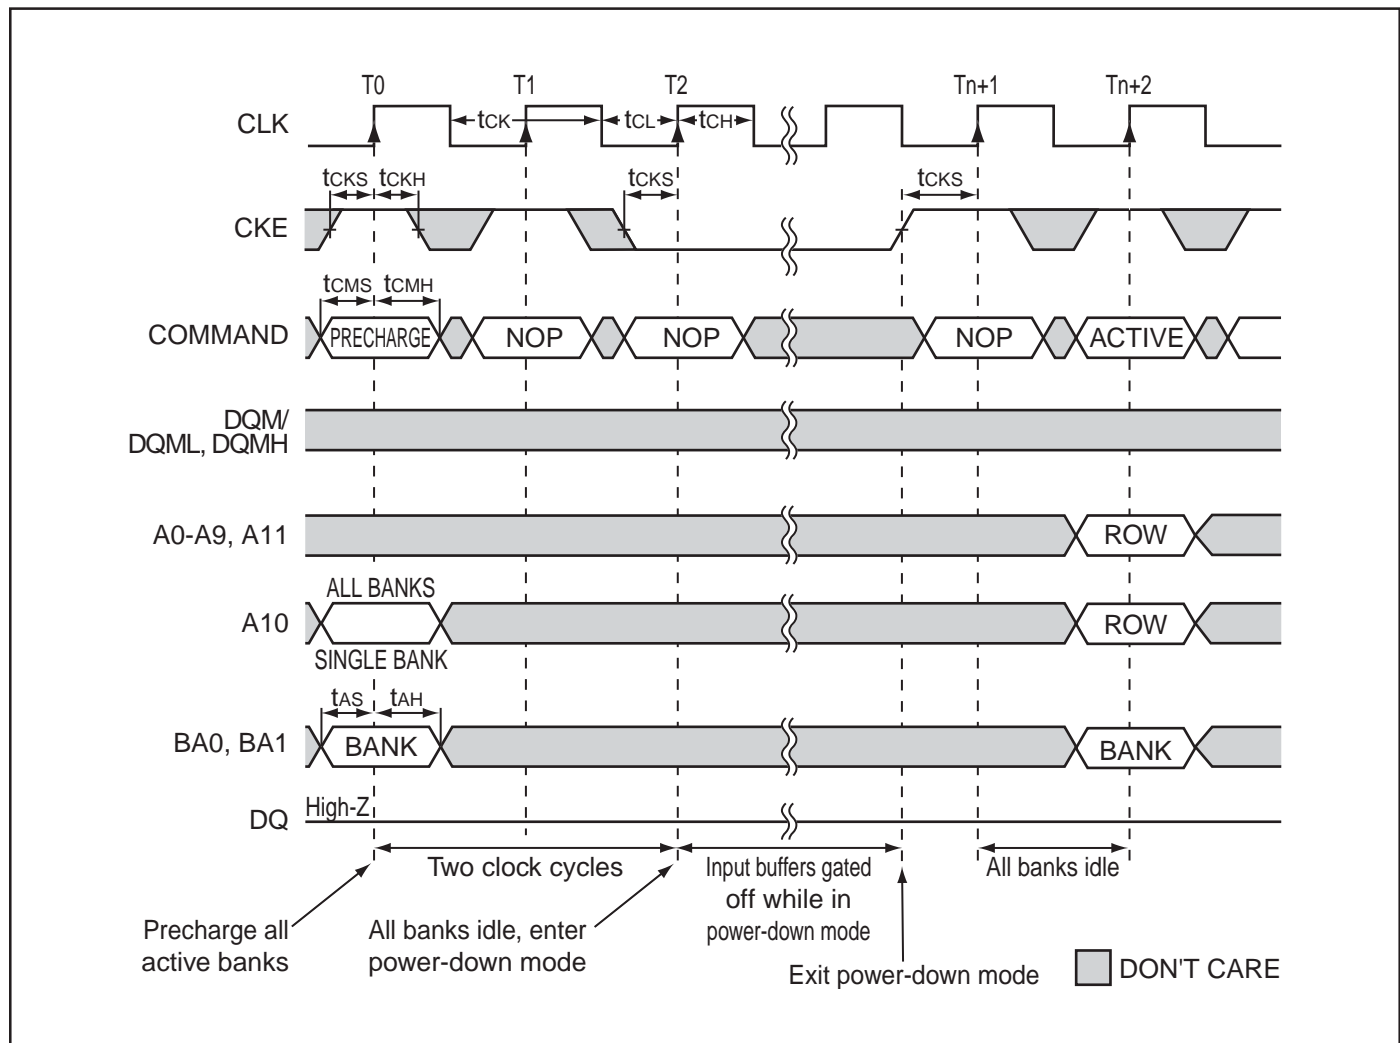 T0 T1 T2 Tn+1 Tn+2
CLK tCK tCL tCH
tCKS tCKH tCKS tCKS
CKE
tCMS tCMH
COMMAND PRECHARGE NOP NOP NOP ACTIVE
DQM/
DQML, DQMH
A0-A9, A11 ROW
ALL BANKS
A10 ROW
SINGLE BANK
tAS tAH
BA0, BA1 BANK BANK
DQ High-Z
Two clock cycles
Input buffers gated
off while in
power-down mode
All banks idle
Precharge all
active banks
All banks idle, enter
power-down mode
Exit power-down mode
DON'T CARE